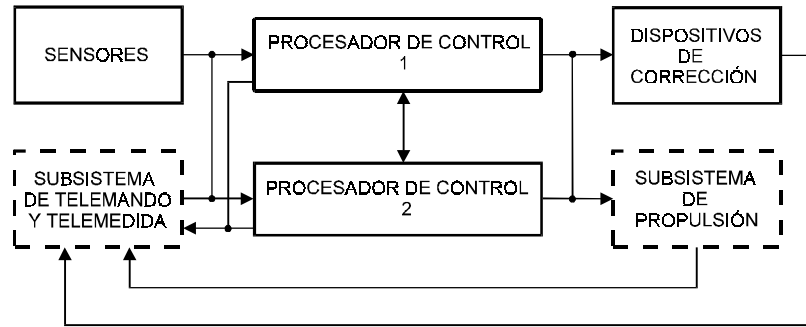 SENSORES
PROCESADOR DE CONTROL
1
DISPOSITIVOS
DE
CORRECCIÓN
SUBSISTEMA
DE TELEMANDO
Y TELEMEDIDA
PROCESADOR DE CONTROL
2
SUBSISTEMA
DE
PROPULSIÓN